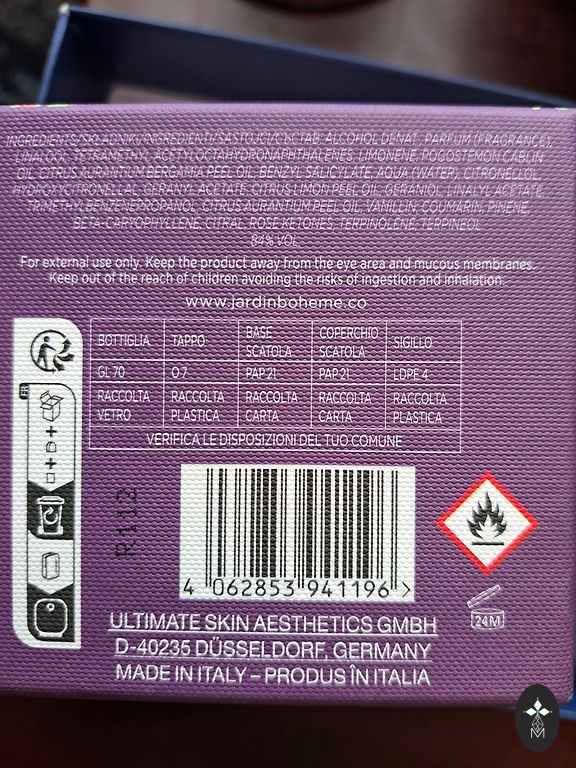 INGREDIENTS/SKŁADNIKI/INGREDIENTI/SASTOJCI/СЪСТАВ: ALCOHOL DENAT., PARFUM (FRAGRANCE),
LINALOOL, TETRAMETHYL ACETYLOCTAHYDRONAPHTHALENES, LIMONENE, POGOSTEMON CABLIN
OIL, CITRUS AURANTIUM BERGAMIA PEEL OIL, BENZYL SALICYLATE, AQUA (WATER), CITRONELLOL,
HYDROXYCITRONELLAL, GERANYL ACETATE, CITRUS LIMON PEEL OIL, GERANIOL, LINALYL ACETATE,
TRIMETHYLBENZENEPROPANOL, CITRUS AURANTIUM PEEL OIL, VANILLIN, COUMARIN, PINENE,
BETA-CARYOPHYLLENE, CITRAL, ROSE KETONES, TERPINOLENE, TERPINEOL
84% VOL.
For external use only. Keep the product away from the eye area and mucous membranes.
Keep out of the reach of children avoiding the risks of ingestion and inhalation.
www.jardinboheme.co
BOTTIGLIA TAPPO BASE SCATOLA COPERCHIO SCATOLA SIGILLO
GL 70 O 7 PAP 21 PAP 21 LDPE 4
RACCOLTA VETRO RACCOLTA PLASTICA RACCOLTA CARTA RACCOLTA CARTA RACCOLTA PLASTICA
VERIFICA LE DISPOSIZIONI DEL TUO COMUNE
FR
R112
4 062853 941196 >
24M
ULTIMATE SKIN AESTHETICS GMBH
D-40235 DÜSSELDORF, GERMANY
MADE IN ITALY – PRODUS ÎN ITALIA
M